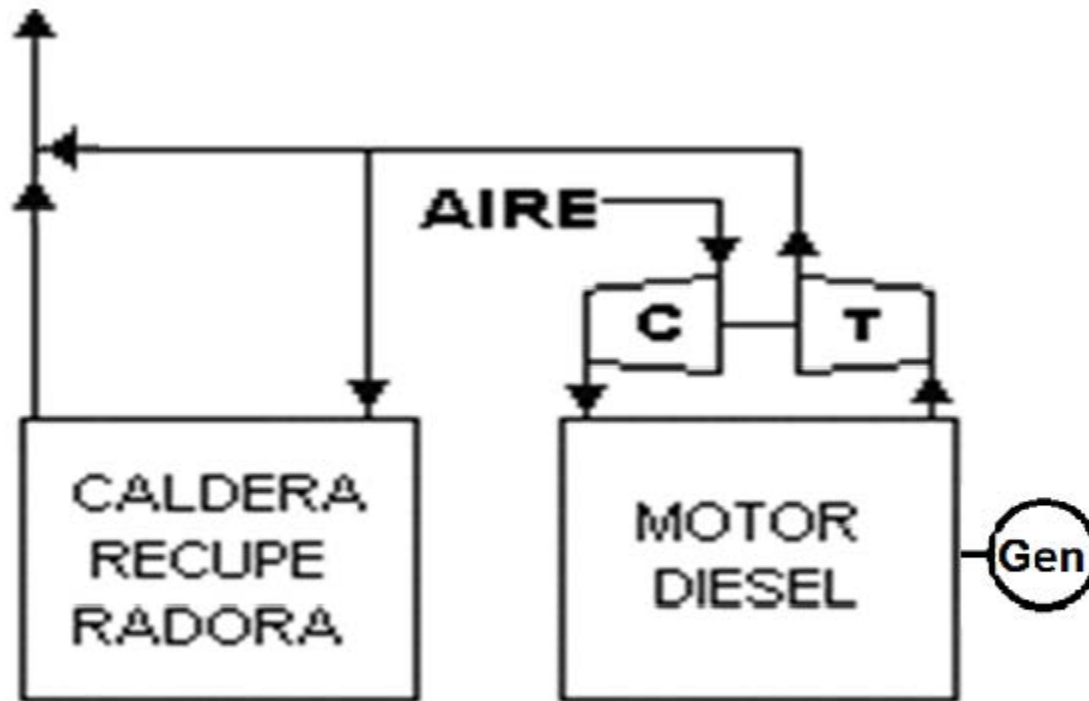 AIRE
C
T
CALDERA
RECUPE
RADORA
MOTOR
DIESEL
Gen